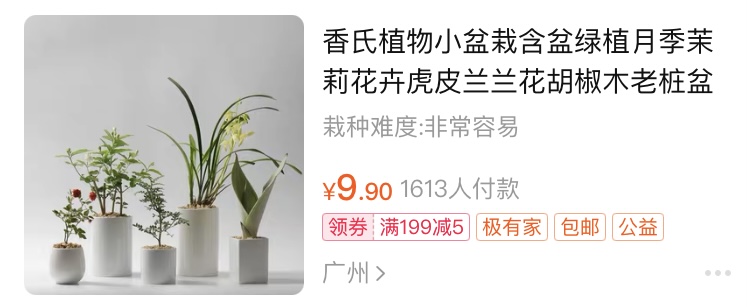 香氏植物小盆栽含盆绿植月季茉
莉花卉虎皮兰兰花胡椒木老桩盆
栽种难度:非常容易
¥9.90 1613人付款
领券 满199减5 极有家 包邮 公益
广州